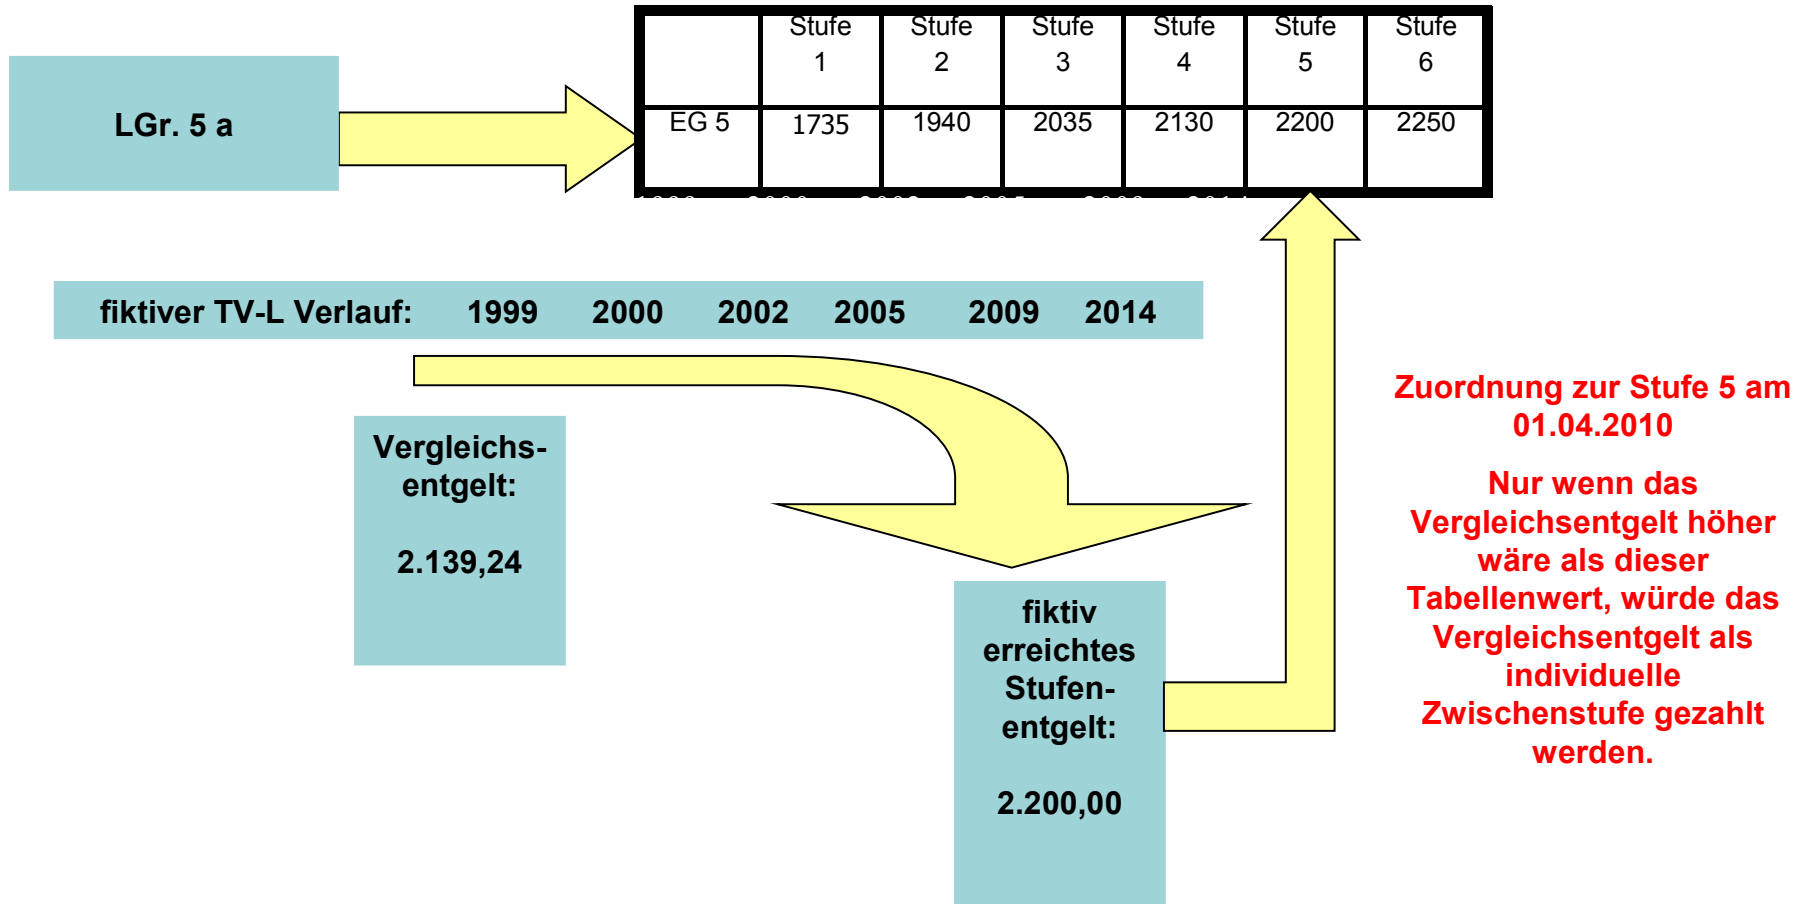 LGr. 5 a
Stufe 1 Stufe 2 Stufe 3 Stufe 4 Stufe 5 Stufe 6
EG 5 1735 1940 2035 2130 2200 2250
fiktiver TV-L Verlauf: 1999 2000 2002 2005 2009 2014
Vergleichs-
entgelt:
2.139,24
fiktiv
erreichtes
Stufen-
entgelt:
2.200,00
Zuordnung zur Stufe 5 am
01.04.2010
Nur wenn das
Vergleichsentgelt höher
wäre als dieser
Tabellenwert, würde das
Vergleichsentgelt als
individuelle
Zwischenstufe gezahlt
werden.